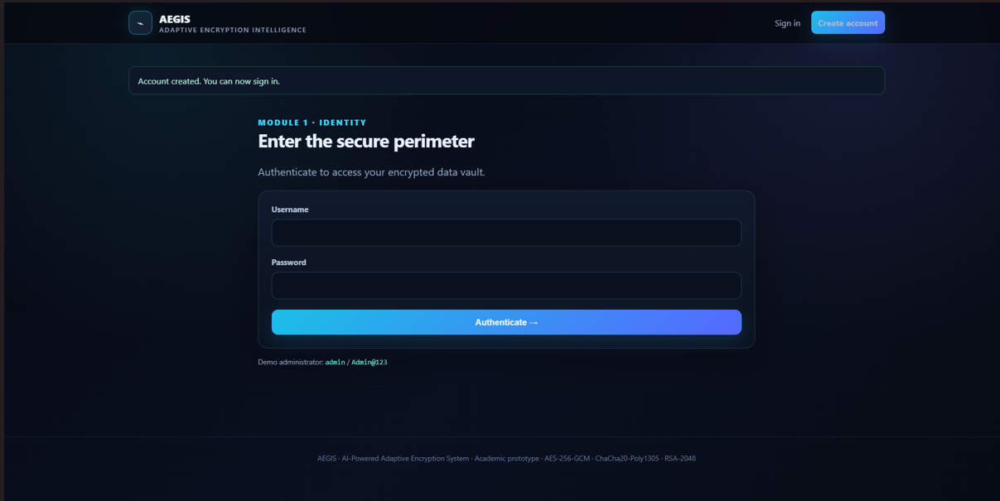 AEGIS
ADAPTIVE ENCRYPTION INTELLIGENCE
Sign in
Create account
Account created. You can now sign in.
MODULE 1 · IDENTITY
Enter the secure perimeter
Authenticate to access your encrypted data vault.
Username
Password
Authenticate →
Demo administrator: admin / Admin@123
AEGIS · AI-Powered Adaptive Encryption System · Academic prototype · AES-256-GCM · ChaCha20-Poly1305 · RSA-2048